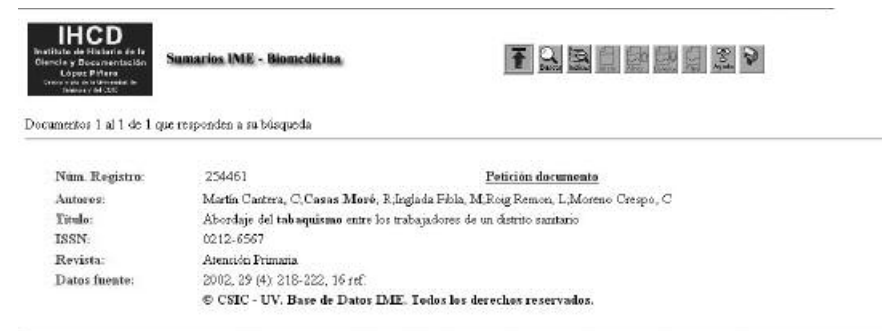 IHCD
Instituto de Historia de la
Ciencia y Documentación
López Piñero
Sumarios IME - Biomedicina
Buscar
Ayuda
Documentos 1 al 1 de 1 que responden a su búsqueda
Núm. Registro: 254461 Petición documento
Autores: Martín Cantera, C,Casas Moré, R,Inglada Fibla, M,Roig Remon, L,Moreno Crespo, C
Título: Abordaje del tabaquismo entre los trabajadores de un distrito sanitario
ISSN: 0212-6567
Revista: Atención Primaria
Datos fuente: 2002, 29 (4): 218-222, 16 ref.
© CSIC - UV. Base de Datos IME. Todos los derechos reservados.